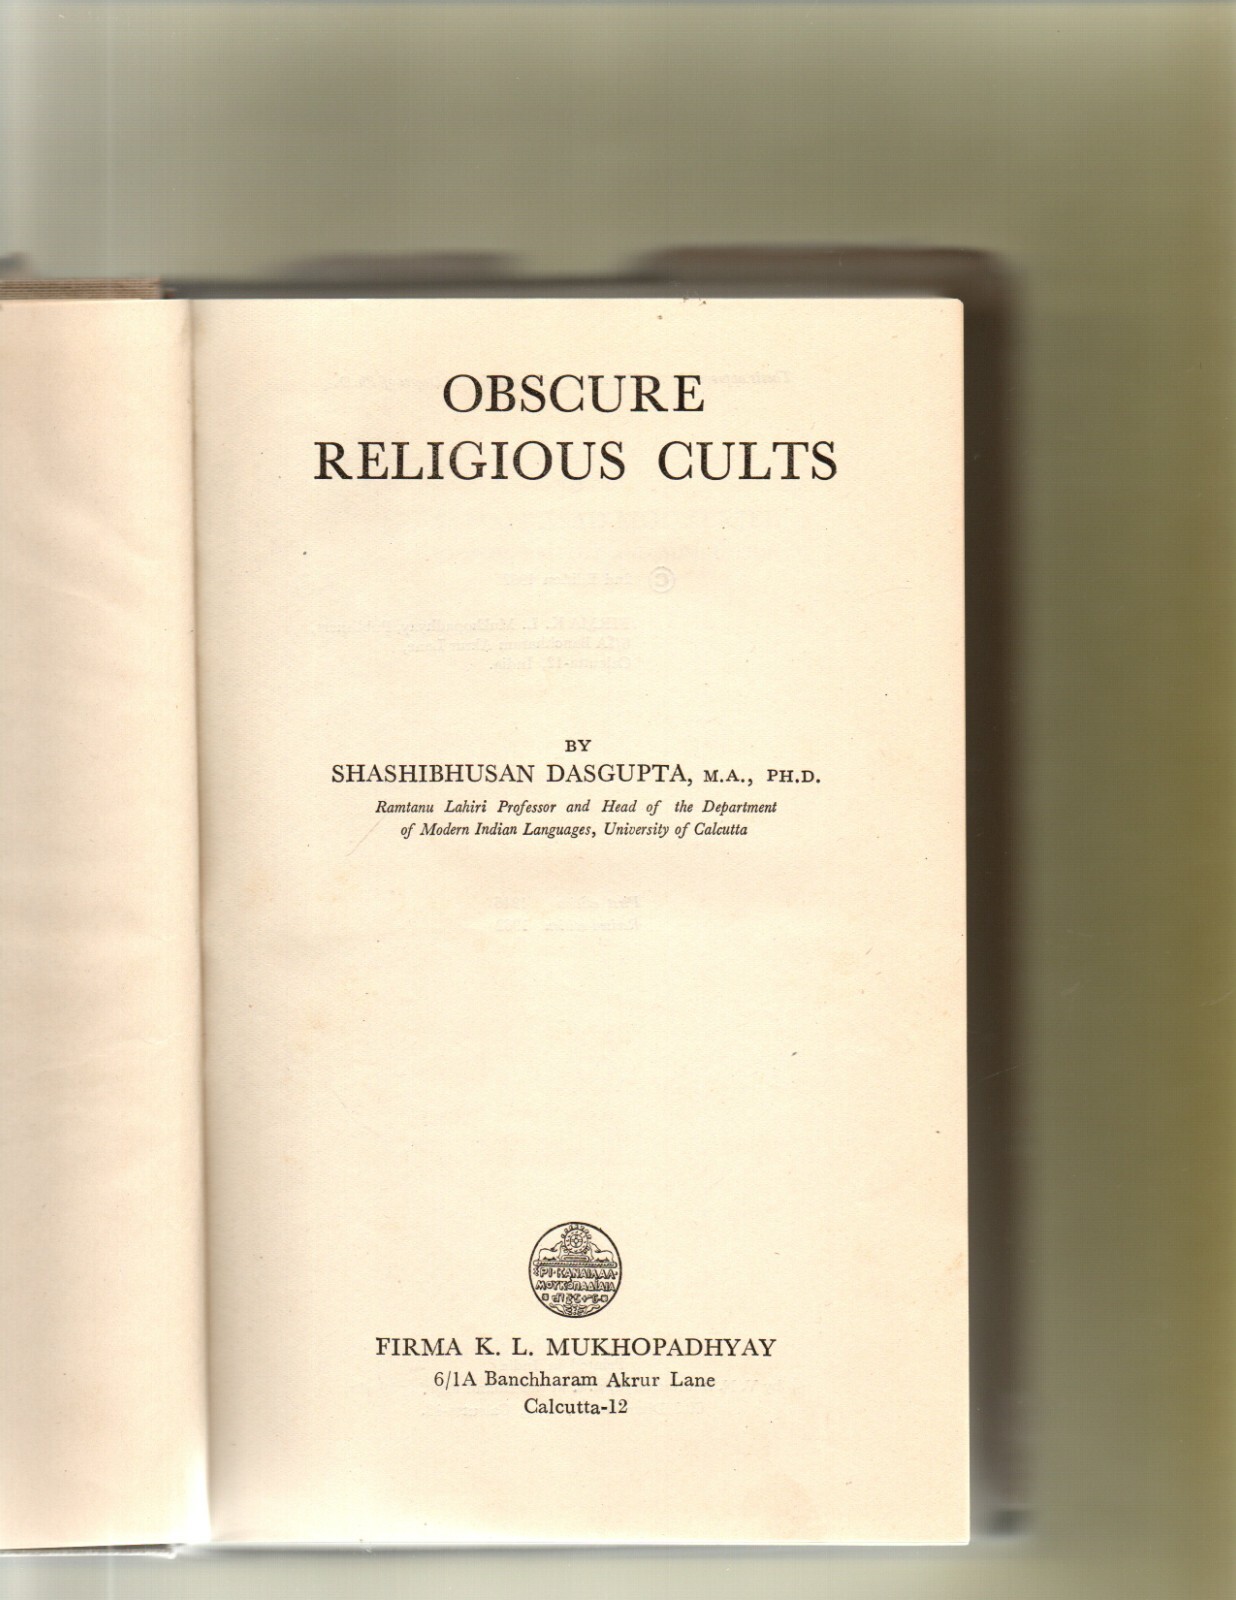 OBSCURE
RELIGIOUS CULTS
BY
SHASHIBHUSAN DASGUPTA, M.A., PH.D.
Ramtanu Lahiri Professor and Head of the Department
of Modern Indian Languages, University of Calcutta
ΜΟΥΚΟΠΑΔΙΑΙΑ
FIRMA K. L. MUKHOPADHYAY
6/1A Banchharam Akrur Lane
Calcutta-12